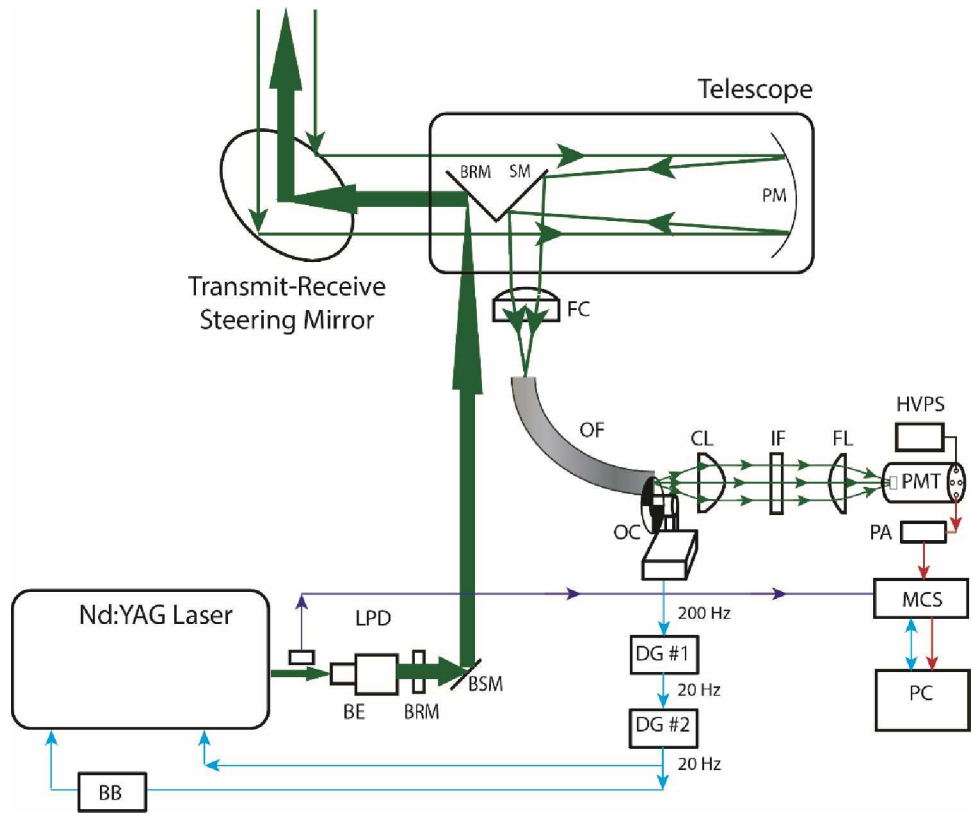 Telescope
BRM
SM
PM
Transmit-Receive
Steering Mirror
FC
OF
HVPS
CL
IF
FL
PMT
OC
PA
Nd:YAG Laser
LPD
200 Hz
MCS
DG #1
BSM
BE
BRM
20 Hz
PC
DG #2
20 Hz
BB